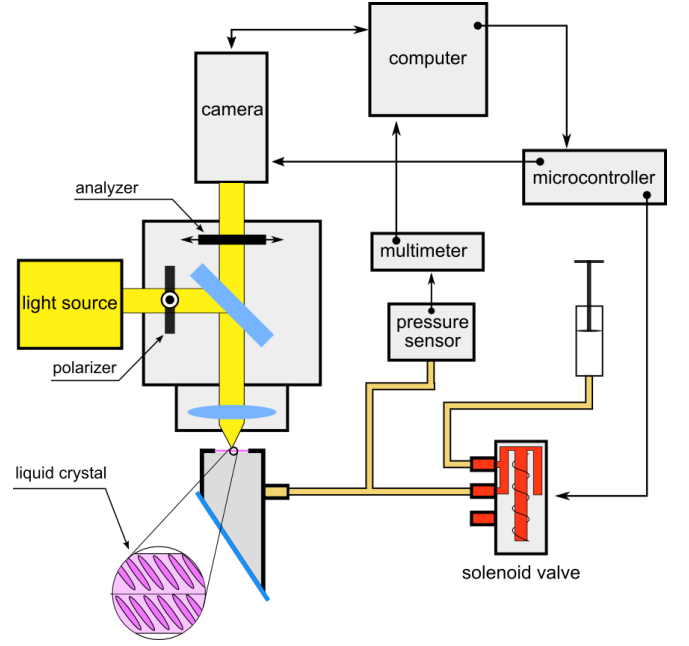 computer
camera
microcontroller
analyzer
multimeter
light source
pressure
sensor
polarizer
liquid crystal
solenoid valve